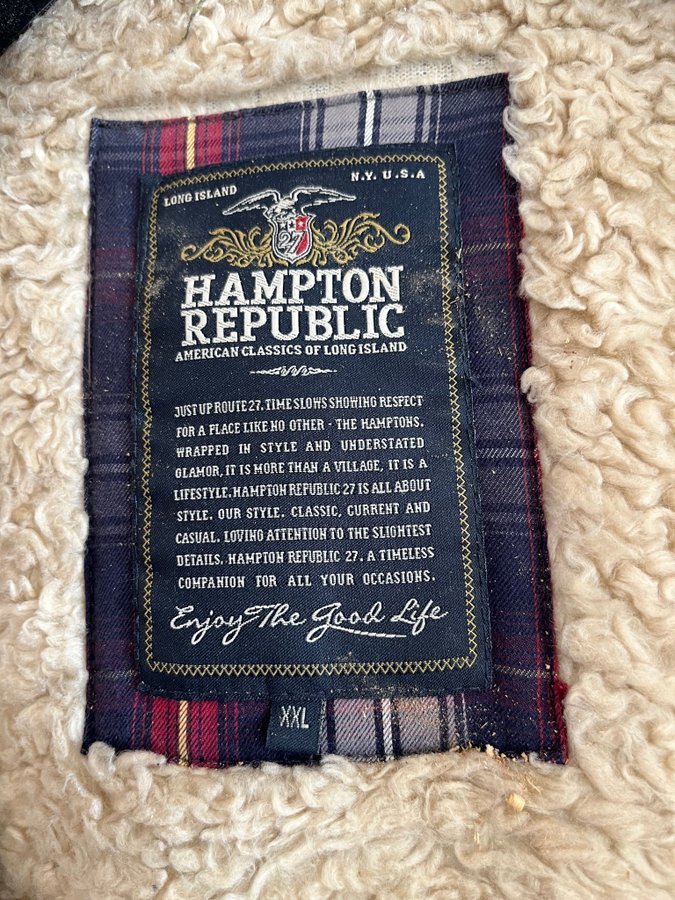 LONG ISLAND N.Y. U.S.A
27
HAMPTON
REPUBLIC
AMERICAN CLASSICS OF LONG ISLAND
JUST UP ROUTE 27. TIME SLOWS SHOWING RESPECT
FOR A PLACE LIKE NO OTHER - THE HAMPTONS.
WRAPPED IN STYLE AND UNDERSTATED
GLAMOR, IT IS MORE THAN A VILLAGE, IT IS A
LIFESTYLE. HAMPTON REPUBLIC 27 IS ALL ABOUT
STYLE. OUR STYLE. CLASSIC, CURRENT AND
CASUAL. LOVING ATTENTION TO THE SLIGHTEST
DETAILS. HAMPTON REPUBLIC 27. A TIMELESS
COMPANION FOR ALL YOUR OCCASIONS.
Enjoy The Good Life
XXL